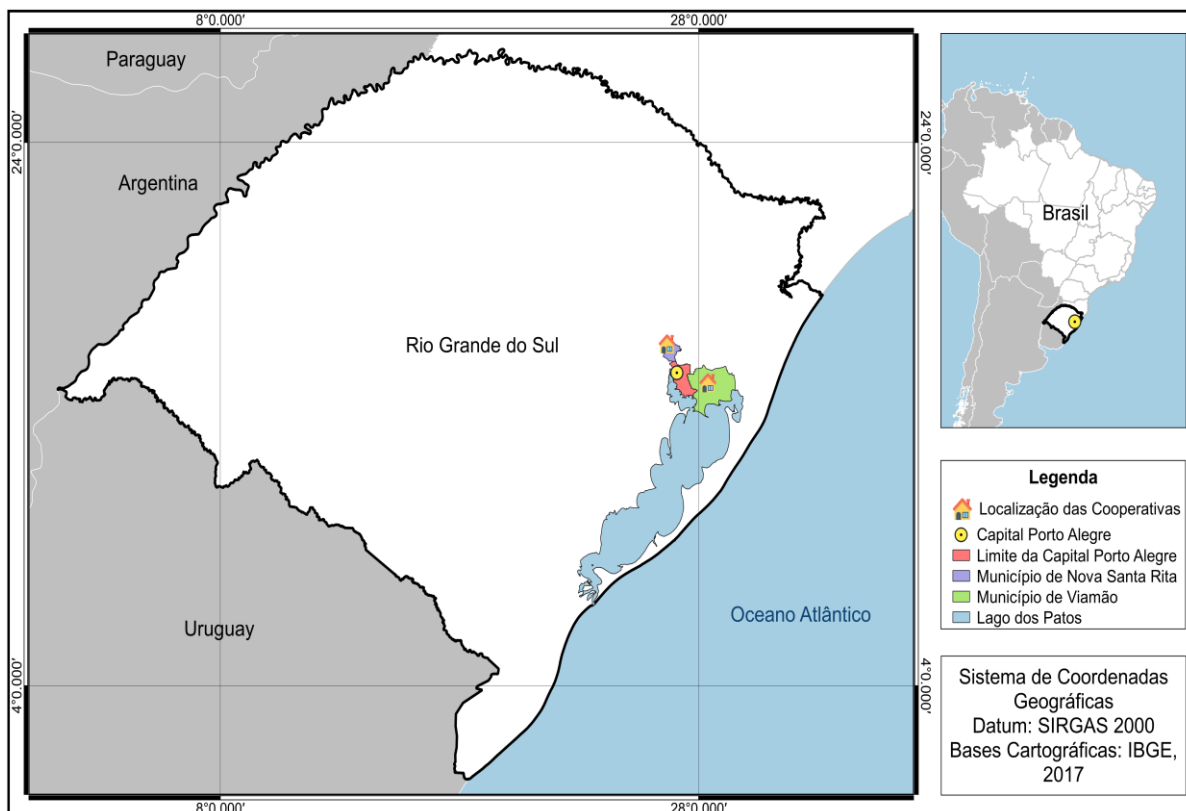 8°0.000'
28°0.000'
Paraguay
24°0.000'
24°0.000'
Argentina
Rio Grande do Sul
Uruguay
Oceano Atlântico
4°0.000'
4°0.000'
8°0.000'
28°0.000'
Brasil
Legenda
Localização das Cooperativas
Capital Porto Alegre
Limite da Capital Porto Alegre
Município de Nova Santa Rita
Município de Viamão
Lago dos Patos
Sistema de Coordenadas
Geográficas
Datum: SIRGAS 2000
Bases Cartográficas: IBGE,
2017